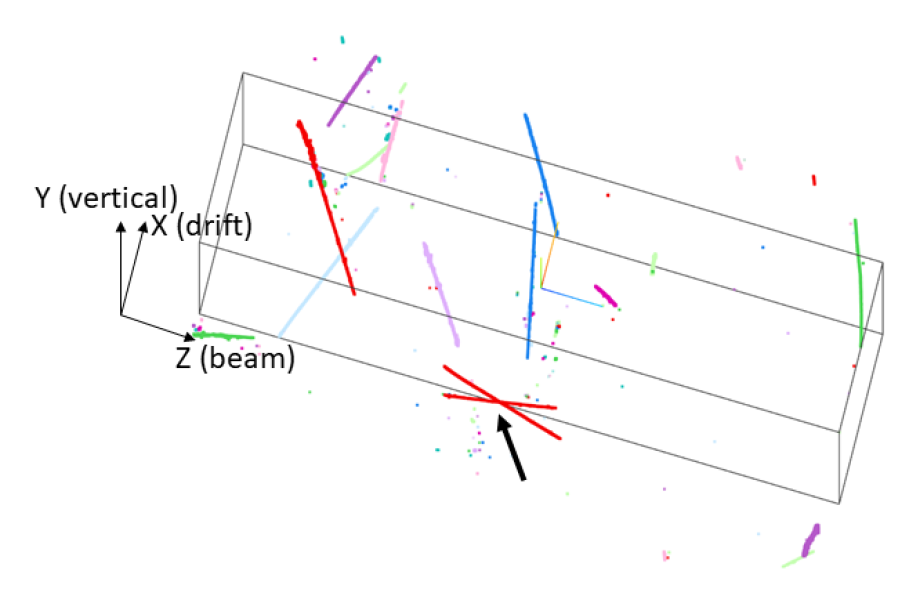 Y (vertical)
X (drift)
Z (beam)